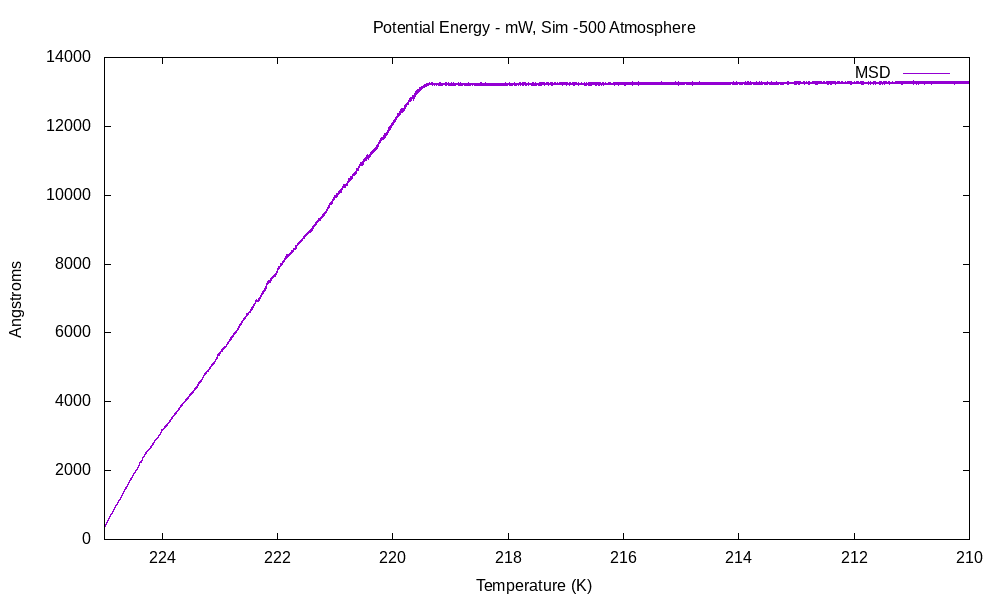 Potential Energy - mW, Sim -500 Atmosphere
MSD
14000
12000
10000
8000
6000
4000
2000
0
Angstroms
224 222 220 218 216 214 212 210
Temperature (K)